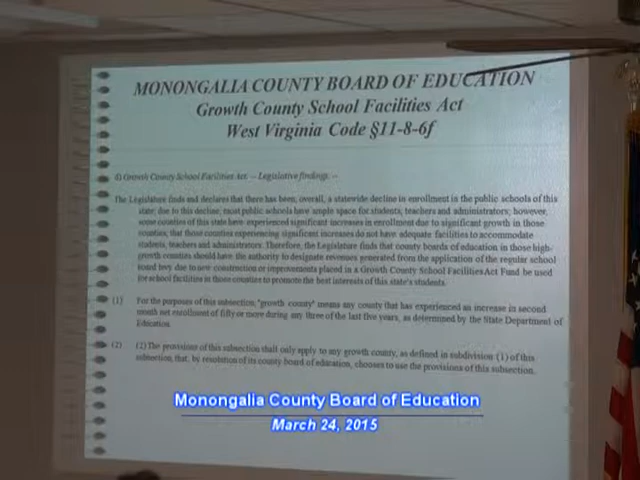 MONONGALIA COUNTY BOARD OF EDUCATION
Growth County School Facilities Act
West Virginia Code §11-8-6f
Growth County School Facilities Act. -- Legislative findings. --
The Legislature finds and declares that there has been, overall, a statewide decline in enrollment in the public schools of this
state; due to this decline, most public schools have ample space for students, teachers and administrators; however,
some counties of this state have experienced significant increases in enrollment due to significant growth in those
counties; that those counties experiencing significant increases do not have adequate facilities to accommodate
students, teachers and administrators. Therefore, the Legislature finds that county boards of education in those high-
growth counties should have the authority to designate revenues generated from the application of the regular school
board levy due to new construction or improvements placed in a Growth County School Facilities Act Fund be used
for school facilities in those counties to promote the best interests of this state's students.
(1) For the purposes of this subsection, "growth county" means any county that has experienced an increase in second
month net enrollment of fifty or more during any three of the last five years, as determined by the State Department of
Education.
(2) (2) The provisions of this subsection shall only apply to any growth county, as defined in subdivision (1) of this
subsection, that, by resolution of its county board of education, chooses to use the provisions of this subsection.
Monongalia County Board of Education
March 24, 2015